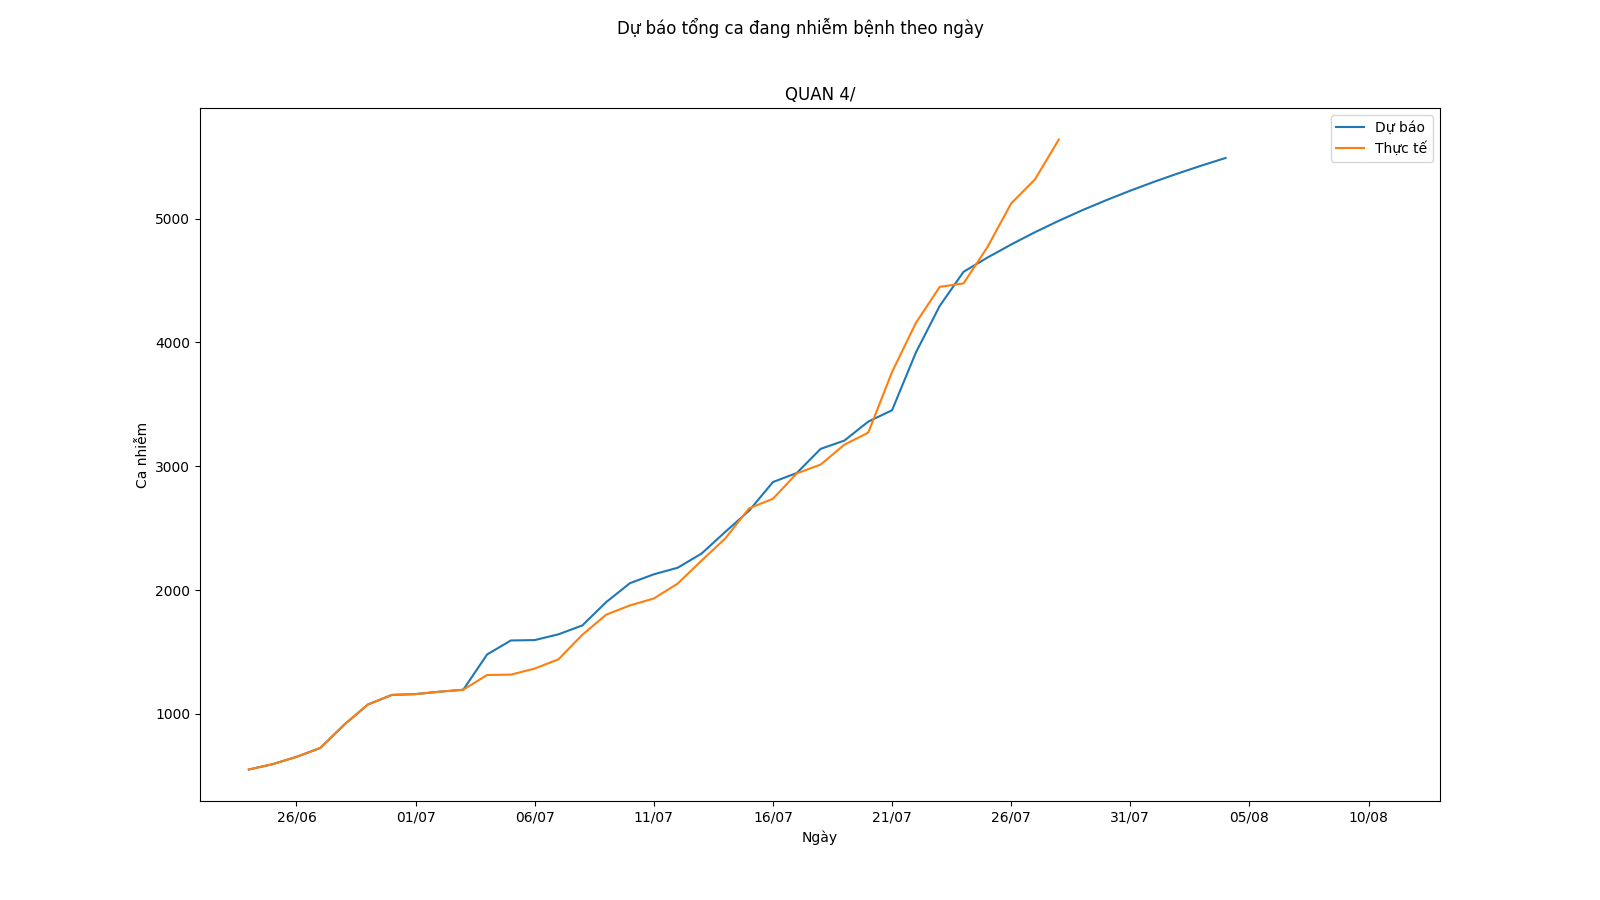 Dự báo tổng ca đang nhiễm bệnh theo ngày
QUAN 4/
Dự báo
Thực tế
5000
4000
3000
2000
1000
Ca nhiễm
26/06 01/07 06/07 11/07 16/07 21/07 26/07 31/07 05/08 10/08
Ngày